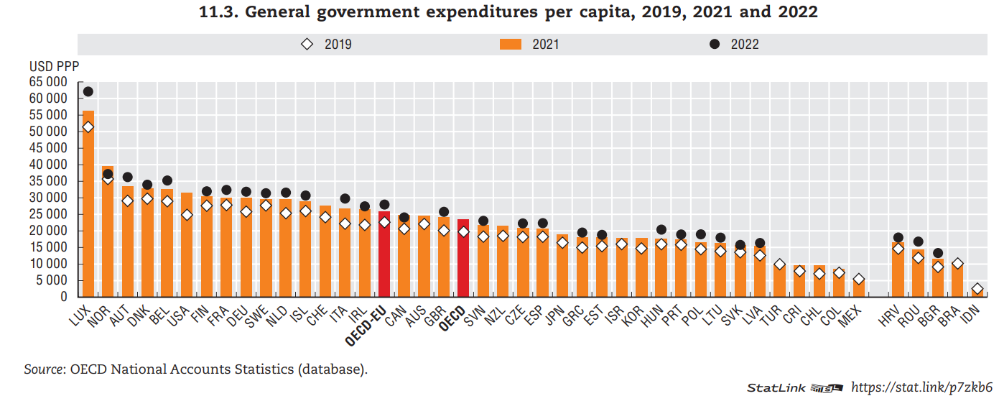 11.3. General government expenditures per capita, 2019, 2021 and 2022
2019 2021 2022
USD PPP
65 000
60 000
55 000
50 000
45 000
40 000
35 000
30 000
25 000
20 000
15 000
10 000
5 000
0
LUX NOR AUT DNK BEL USA FIN FRA DEU SWE NLD ISL CHE ITA IRL OECD-EU CAN AUS GBR OECD SVN NZL CZE ESP JPN GRC EST ISR KOR HUN PRT POL LTU SVK LVA TUR CRI CHL COL MEX HRV ROU BGR BRA IDN
Source: OECD National Accounts Statistics (database).
StatLink https://stat.link/p7zkb6